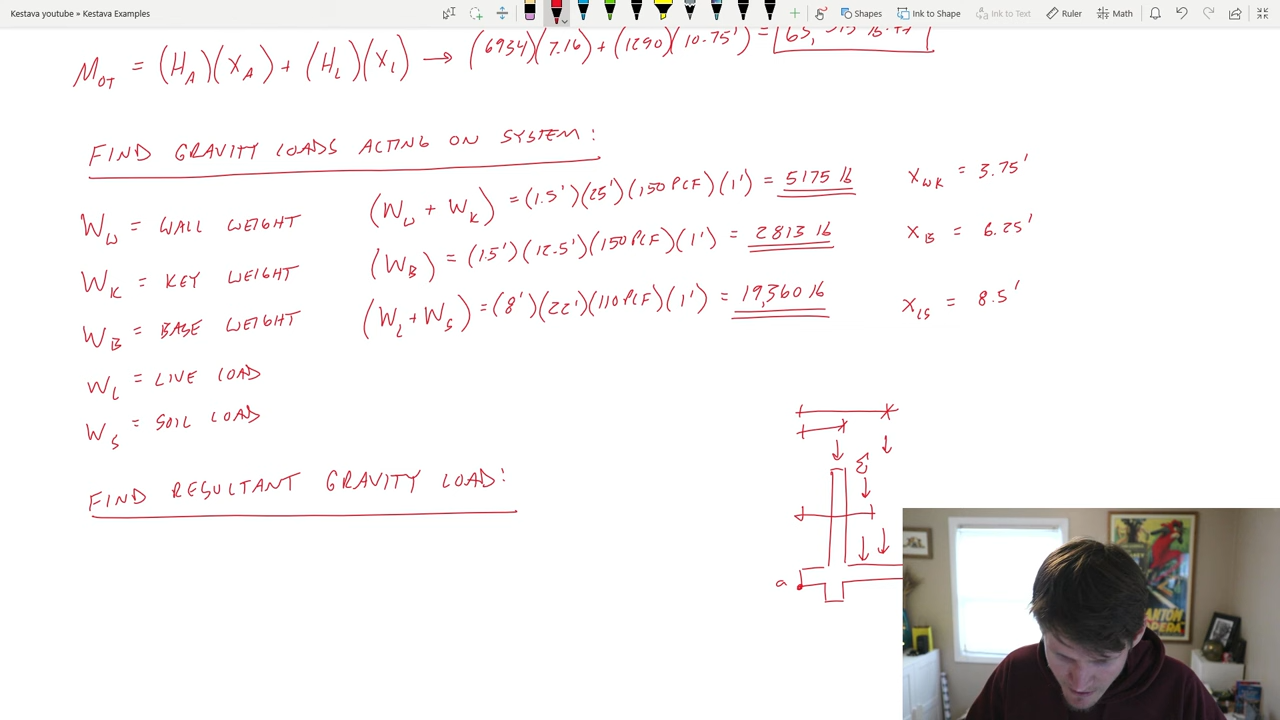 Kestava youtube » Kestava Examples
Shapes Ink to Shape Ink to Text Ruler Math
M_OT = (H_A)(X_A) + (H_L)(X_L) → (6934)(7.16) + (1290)(10.75') =
FIND GRAVITY LOADS ACTING ON SYSTEM:
W_W = WALL WEIGHT (W_W + W_K) = (1.5')(25')(150 PCF)(1') = 5175 lb X_WK = 3.75'
W_K = KEY WEIGHT (W_B) = (1.5')(12.5')(150 PCF)(1') = 2813 lb X_B = 6.25'
W_B = BASE WEIGHT (W_L + W_S) = (8')(22')(110 PCF)(1') = 19,360 lb X_LS = 8.5'
W_L = LIVE LOAD
W_S = SOIL LOAD
FIND RESULTANT GRAVITY LOAD:
Σ
a